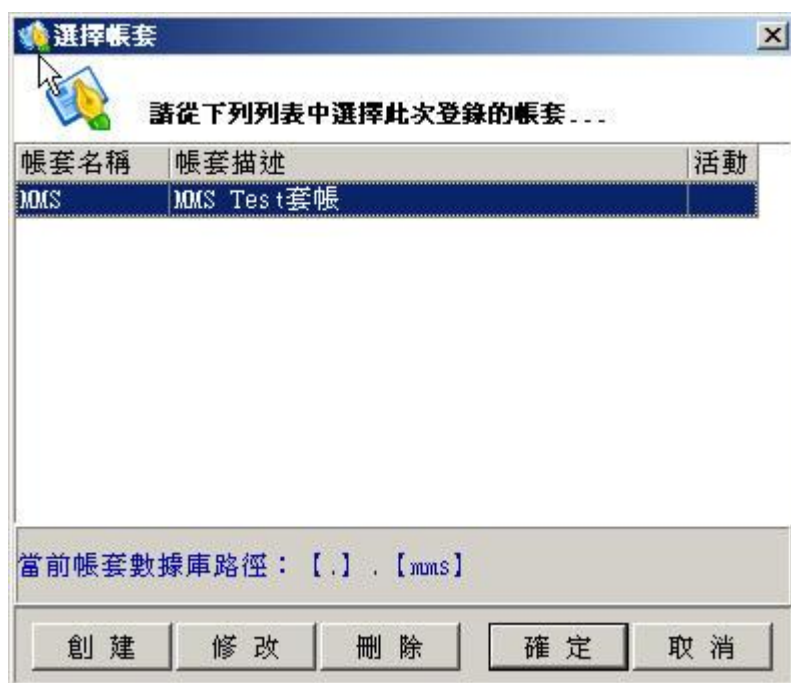 選擇帳套
請從下列列表中選擇此次登錄的帳套...
帳套名稱 帳套描述 活動
MMS MMS Test套帳
當前帳套數據庫路徑：【.】.【mms】
創建 修改 刪除 確定 取消